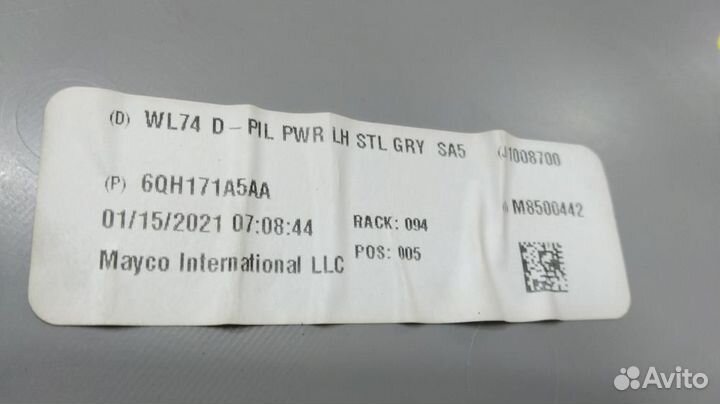 (D) WL74 D-PIL PWR LH STL GRY SA5 (J1008700
(P) 6QH171A5AA
M8500442
01/15/2021 07:08:44 RACK: 094
Mayco International LLC POS: 005
Avito